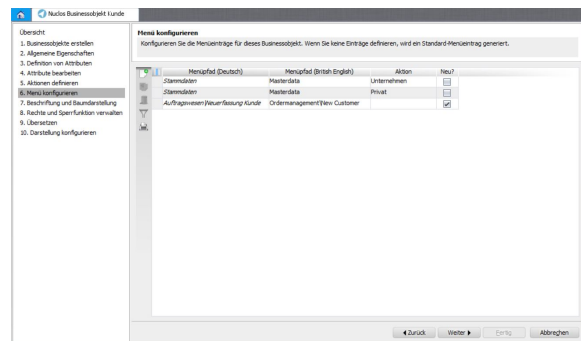 Nuclos Businessobjekt Kunde
Übersicht
1. Businessobjekte erstellen
2. Allgemeine Eigenschaften
3. Definition von Attributen
4. Attribute bearbeiten
5. Aktionen definieren
6. Menü konfigurieren
7. Beschriftung und Baumdarstellung
8. Rechte und Sperrfunktion verwalten
9. Übersetzen
10. Darstellung konfigurieren
Menü konfigurieren
Konfigurieren Sie die Menüeinträge für dieses Businessobjekt. Wenn Sie keine Einträge definieren, wird ein Standard-Menüeintrag generiert.
Menüpfad (Deutsch) Menüpfad (British English) Aktion Neu?
Stammdaten Masterdata Unternehmen
Stammdaten Masterdata Privat
Auftragswesen\Neuerfassung Kunde Ordermanagement\New Customer
Zurück Weiter Fertig Abbrechen